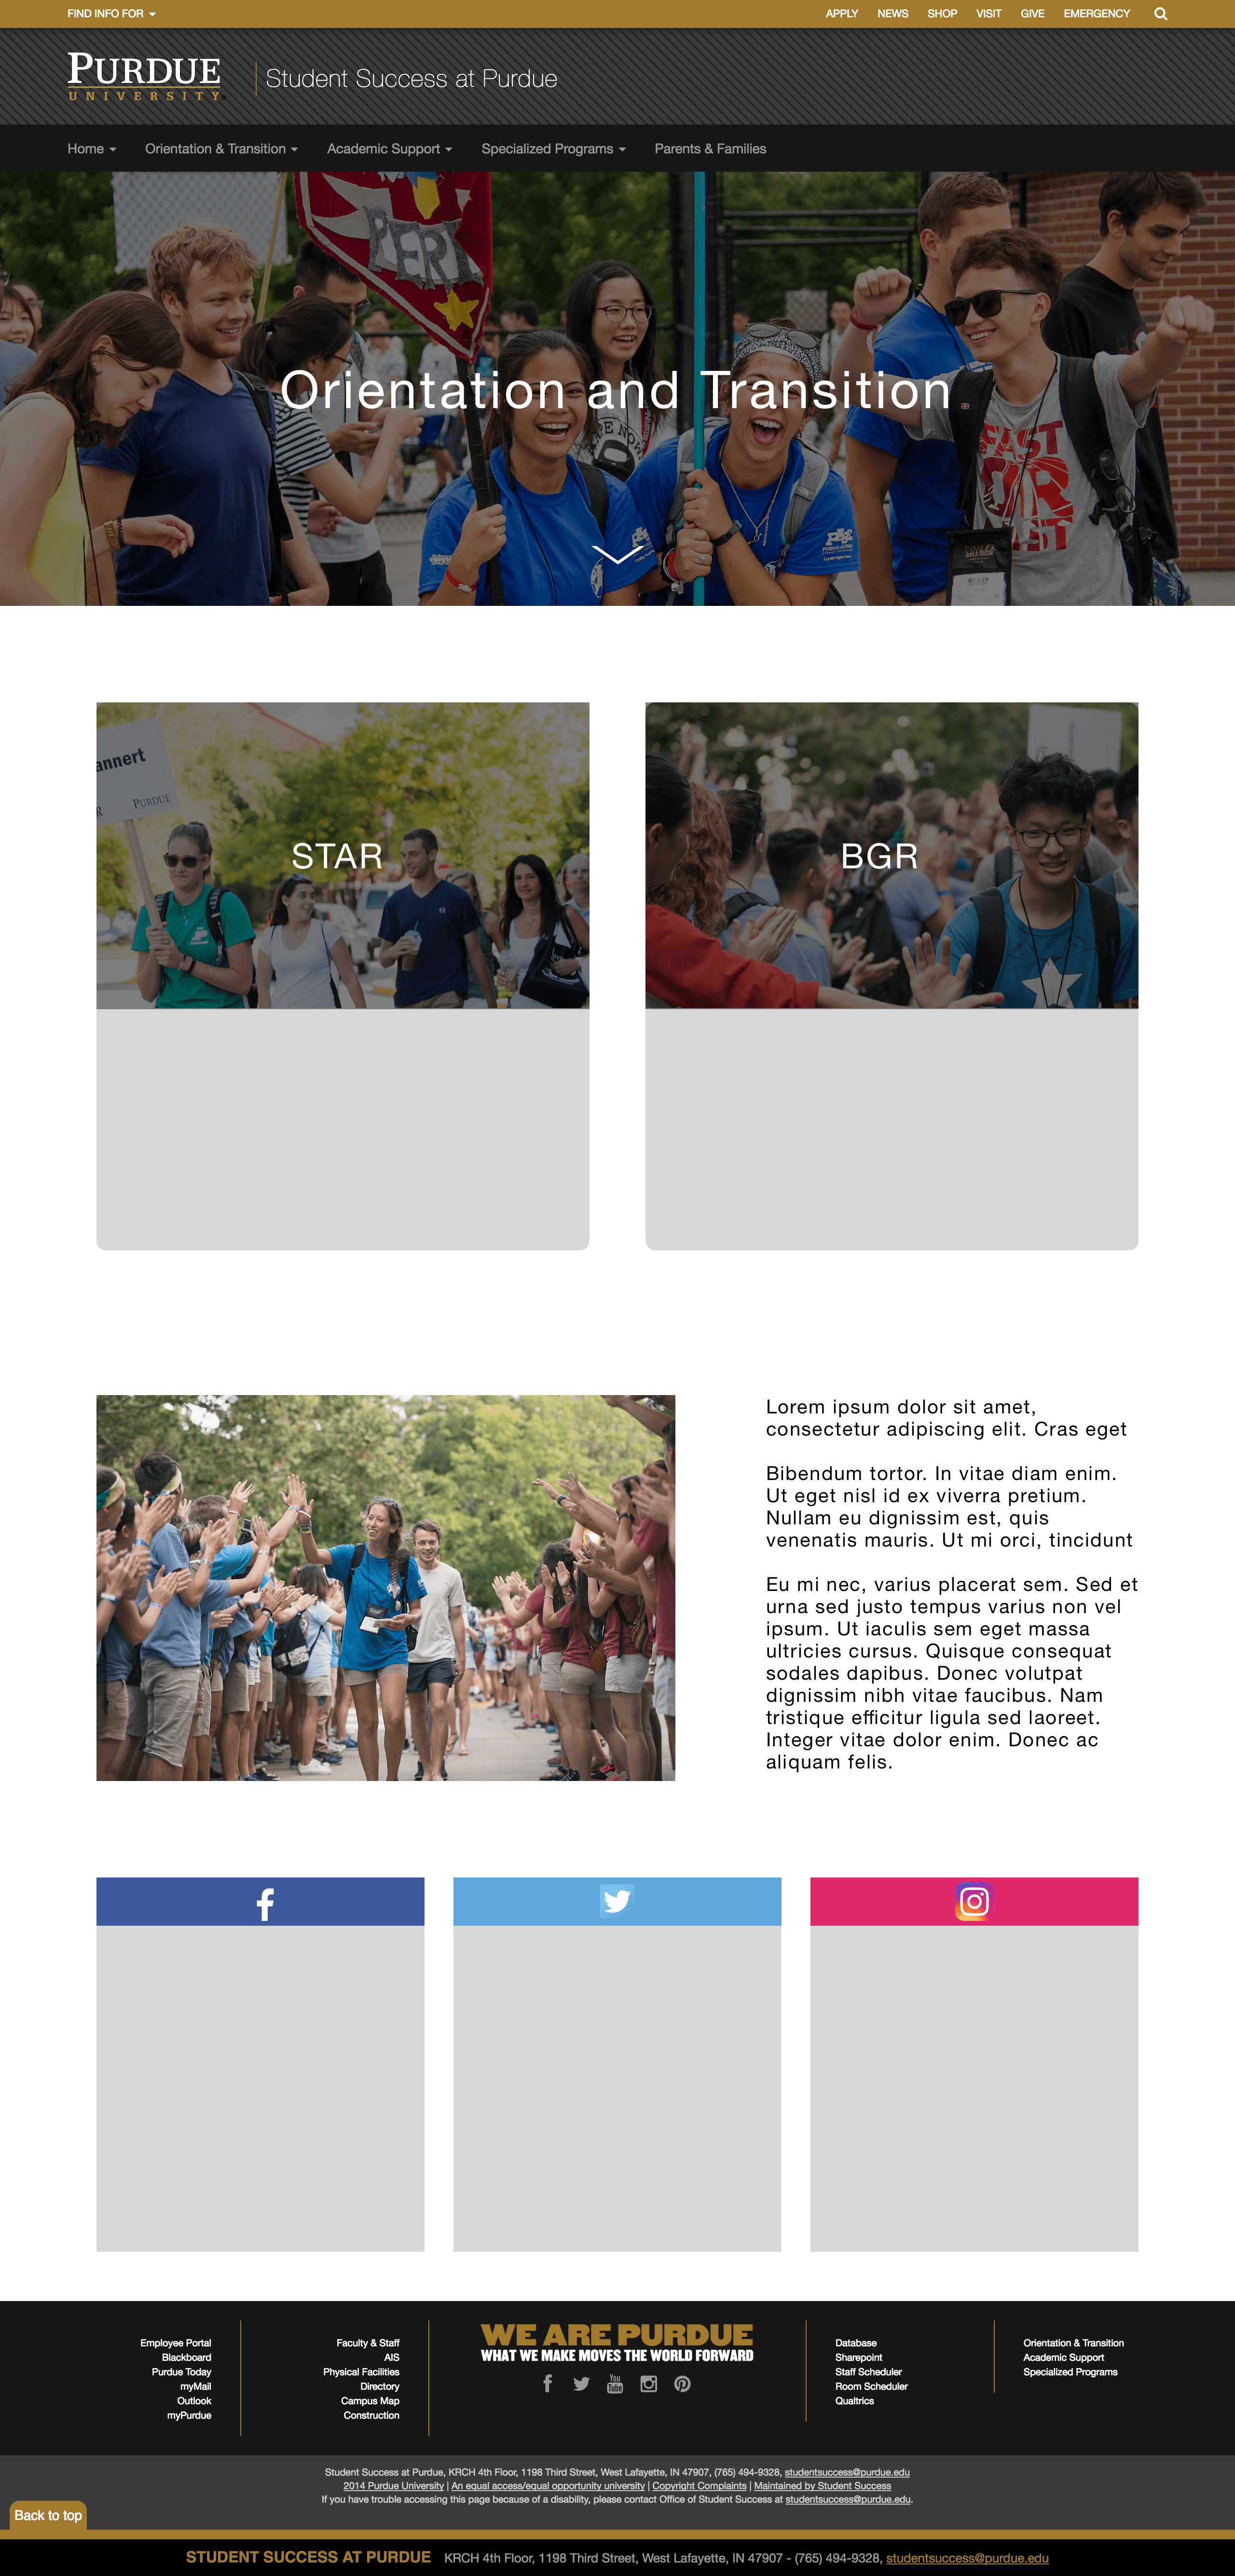 FIND INFO FOR
APPLY NEWS SHOP VISIT GIVE EMERGENCY
PURDUE
UNIVERSITY
Student Success at Purdue
Home Orientation & Transition Academic Support Specialized Programs Parents & Families
Orientation and Transition
annert
R PURDUE
STAR
BGR
Lorem ipsum dolor sit amet,
consectetur adipiscing elit. Cras eget
Bibendum tortor. In vitae diam enim.
Ut eget nisl id ex viverra pretium.
Nullam eu dignissim est, quis
venenatis mauris. Ut mi orci, tincidunt
Eu mi nec, varius placerat sem. Sed et
urna sed justo tempus varius non vel
ipsum. Ut iaculis sem eget massa
ultricies cursus. Quisque consequat
sodales dapibus. Donec volutpat
dignissim nibh vitae faucibus. Nam
tristique efficitur ligula sed laoreet.
Integer vitae dolor enim. Donec ac
aliquam felis.
Employee Portal
Blackboard
Purdue Today
myMail
Outlook
myPurdue
Faculty & Staff
AIS
Physical Facilities
Directory
Campus Map
Construction
WE ARE PURDUE
WHAT WE MAKE MOVES THE WORLD FORWARD
You
Tube
Database
Sharepoint
Staff Scheduler
Room Scheduler
Qualtrics
Orientation & Transition
Academic Support
Specialized Programs
Student Success at Purdue, KRCH 4th Floor, 1198 Third Street, West Lafayette, IN 47907, (765) 494-9328, studentsuccess@purdue.edu
2014 Purdue University | An equal access/equal opportunity university | Copyright Complaints | Maintained by Student Success
If you have trouble accessing this page because of a disability, please contact Office of Student Success at studentsuccess@purdue.edu.
Back to top
STUDENT SUCCESS AT PURDUE KRCH 4th Floor, 1198 Third Street, West Lafayette, IN 47907 - (765) 494-9328, studentsuccess@purdue.edu